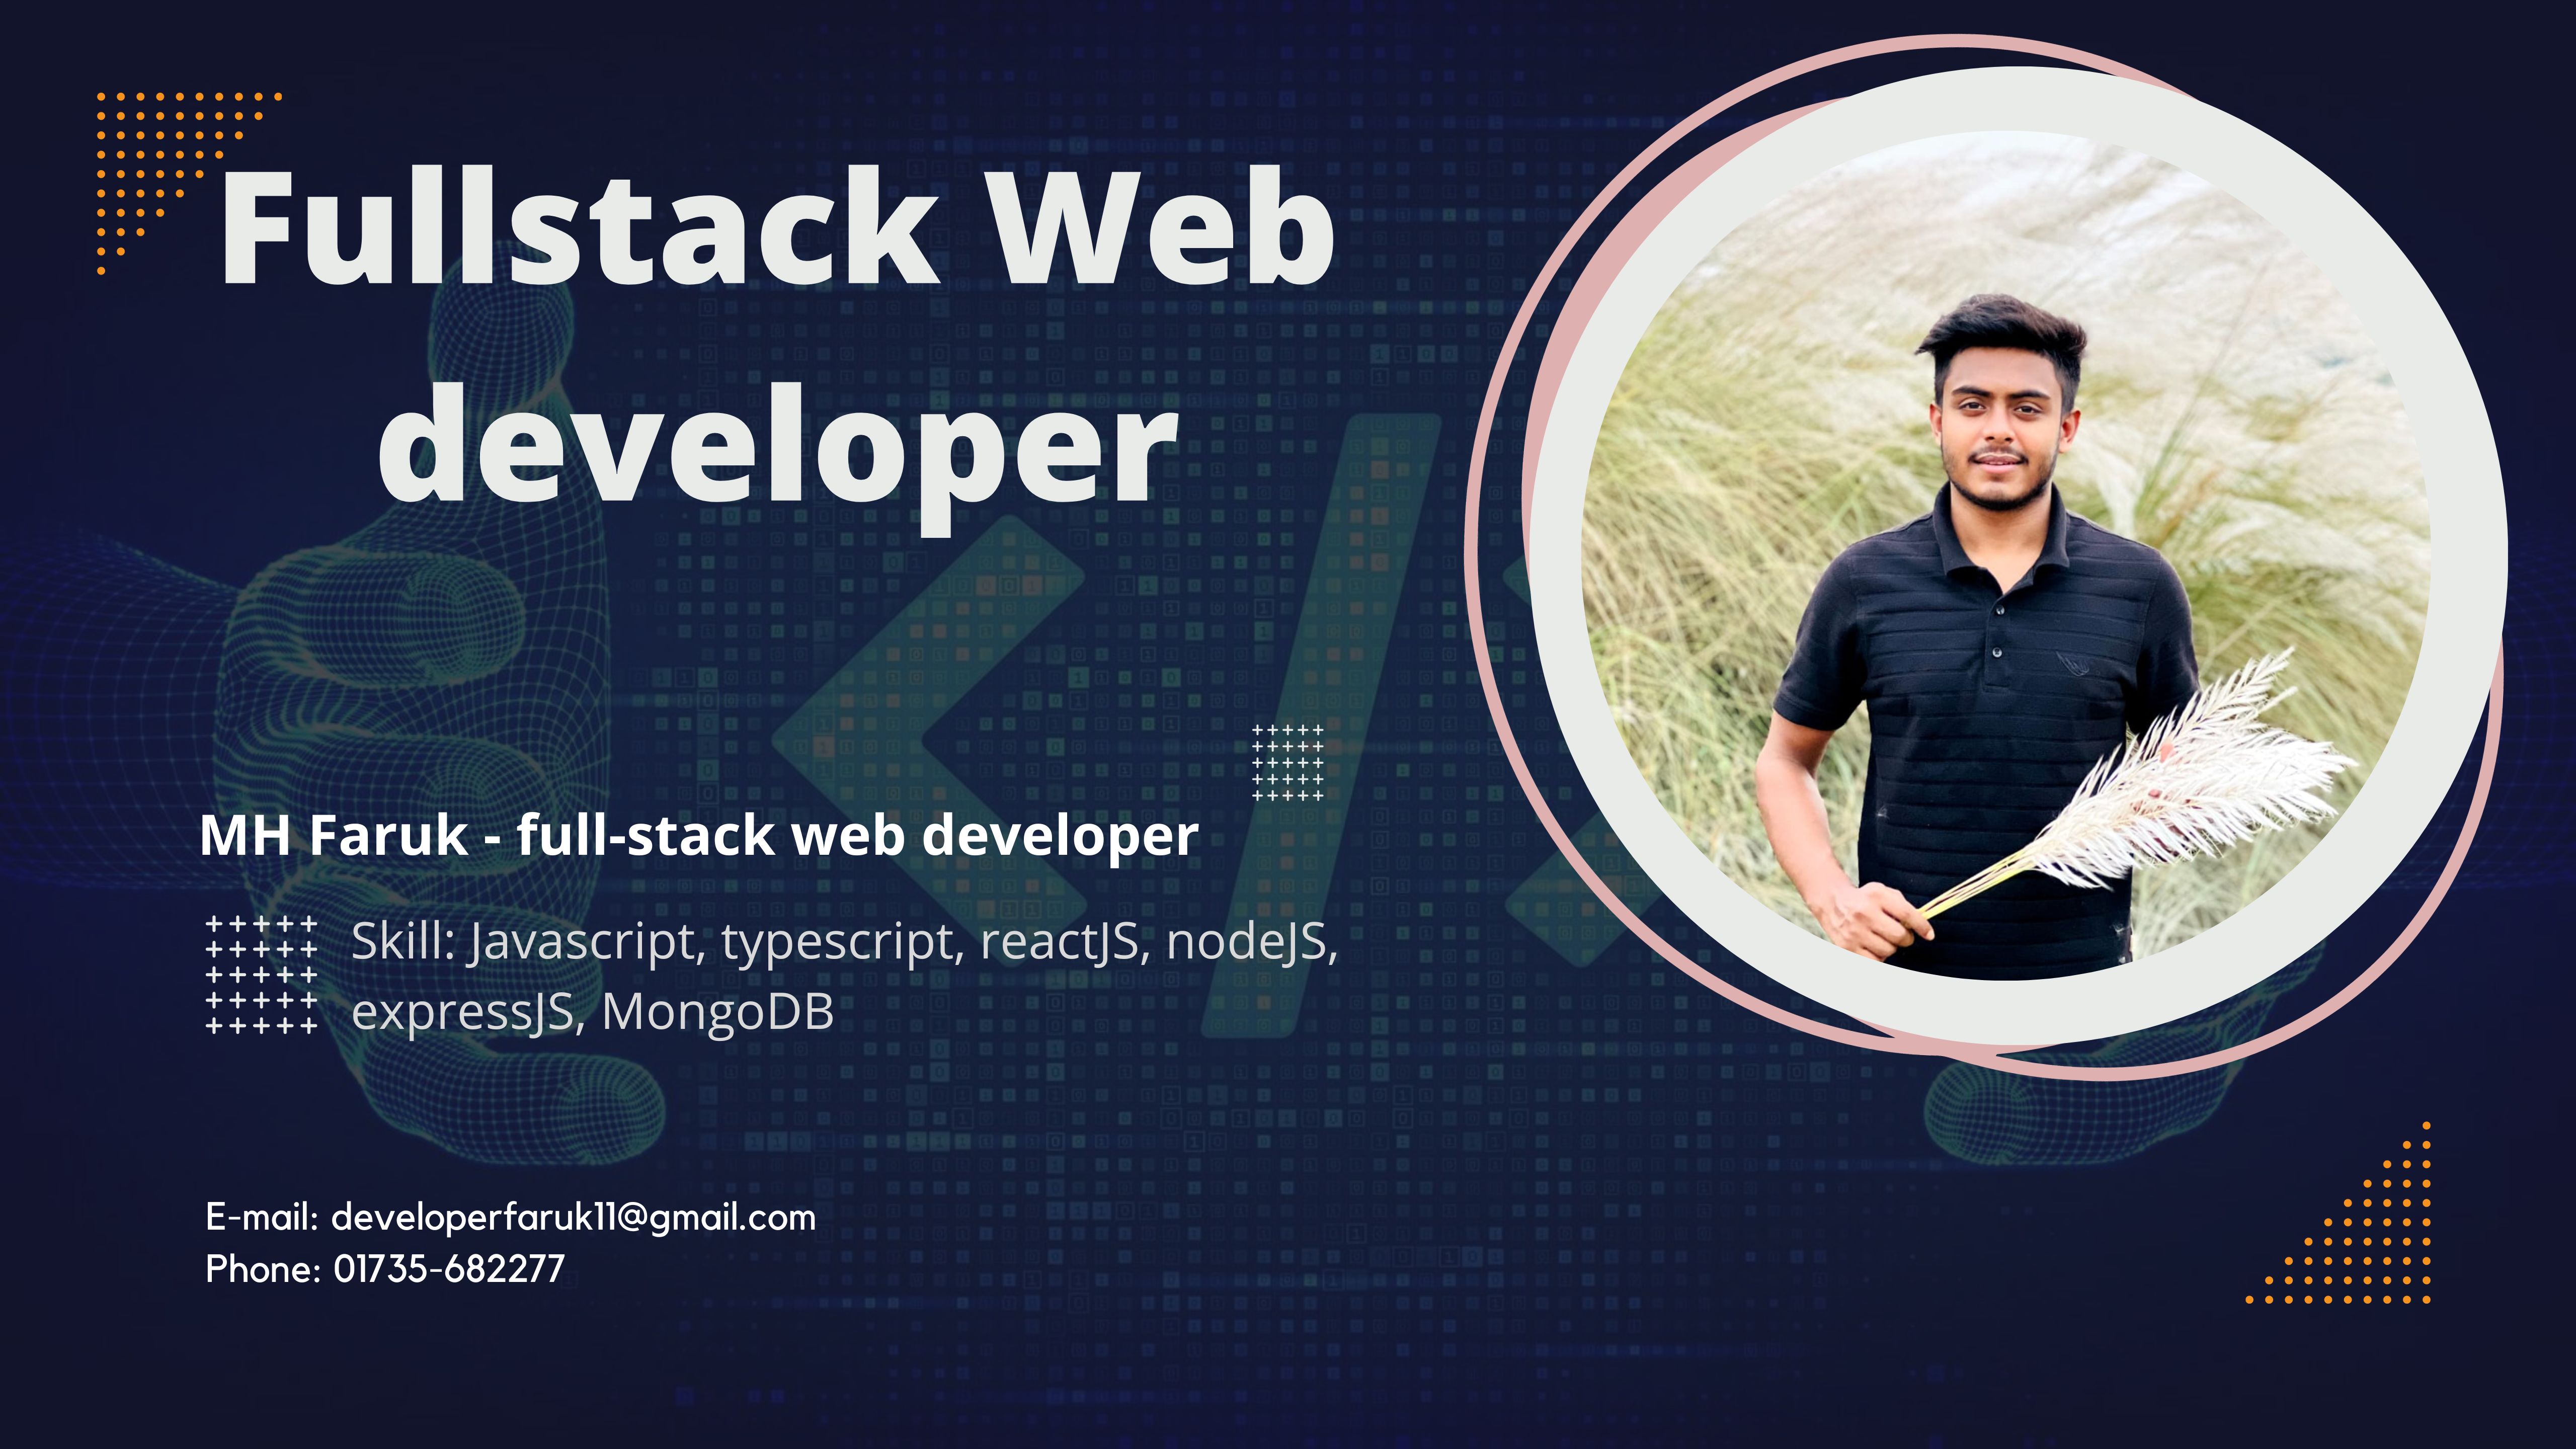 Fullstack Web
developer
MH Faruk - full-stack web developer
Skill: Javascript, typescript, reactJS, nodeJS,
expressJS, MongoDB
E-mail: developerfaruk11@gmail.com
Phone: 01735-682277